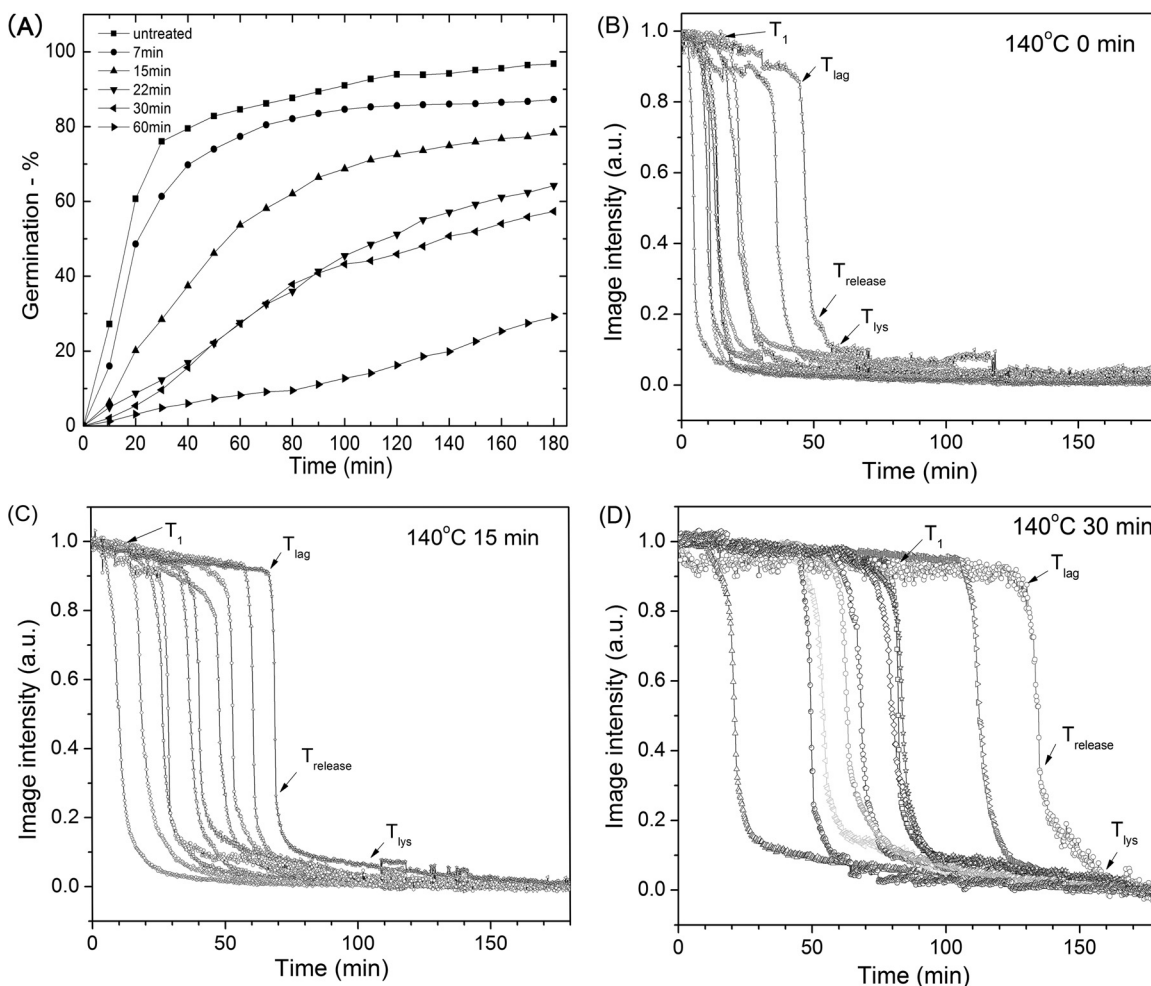 (A)
untreated
7min
15min
22min
30min
60min
Germination - %
100
80
60
40
20
0
0 20 40 60 80 100 120 140 160 180
Time (min)
(B)
140°C 0 min
T1
Tlag
Trelease
Tlys
Image intensity (a.u.)
1.0
0.8
0.6
0.4
0.2
0.0
0 50 100 150
Time (min)
(C)
140°C 15 min
T1
Tlag
Trelease
Tlys
Image intensity (a.u.)
1.0
0.8
0.6
0.4
0.2
0.0
0 50 100 150
Time (min)
(D)
140°C 30 min
T1
Tlag
Trelease
Tlys
Image intensity (a.u.)
1.0
0.8
0.6
0.4
0.2
0.0
0 50 100 150
Time (min)